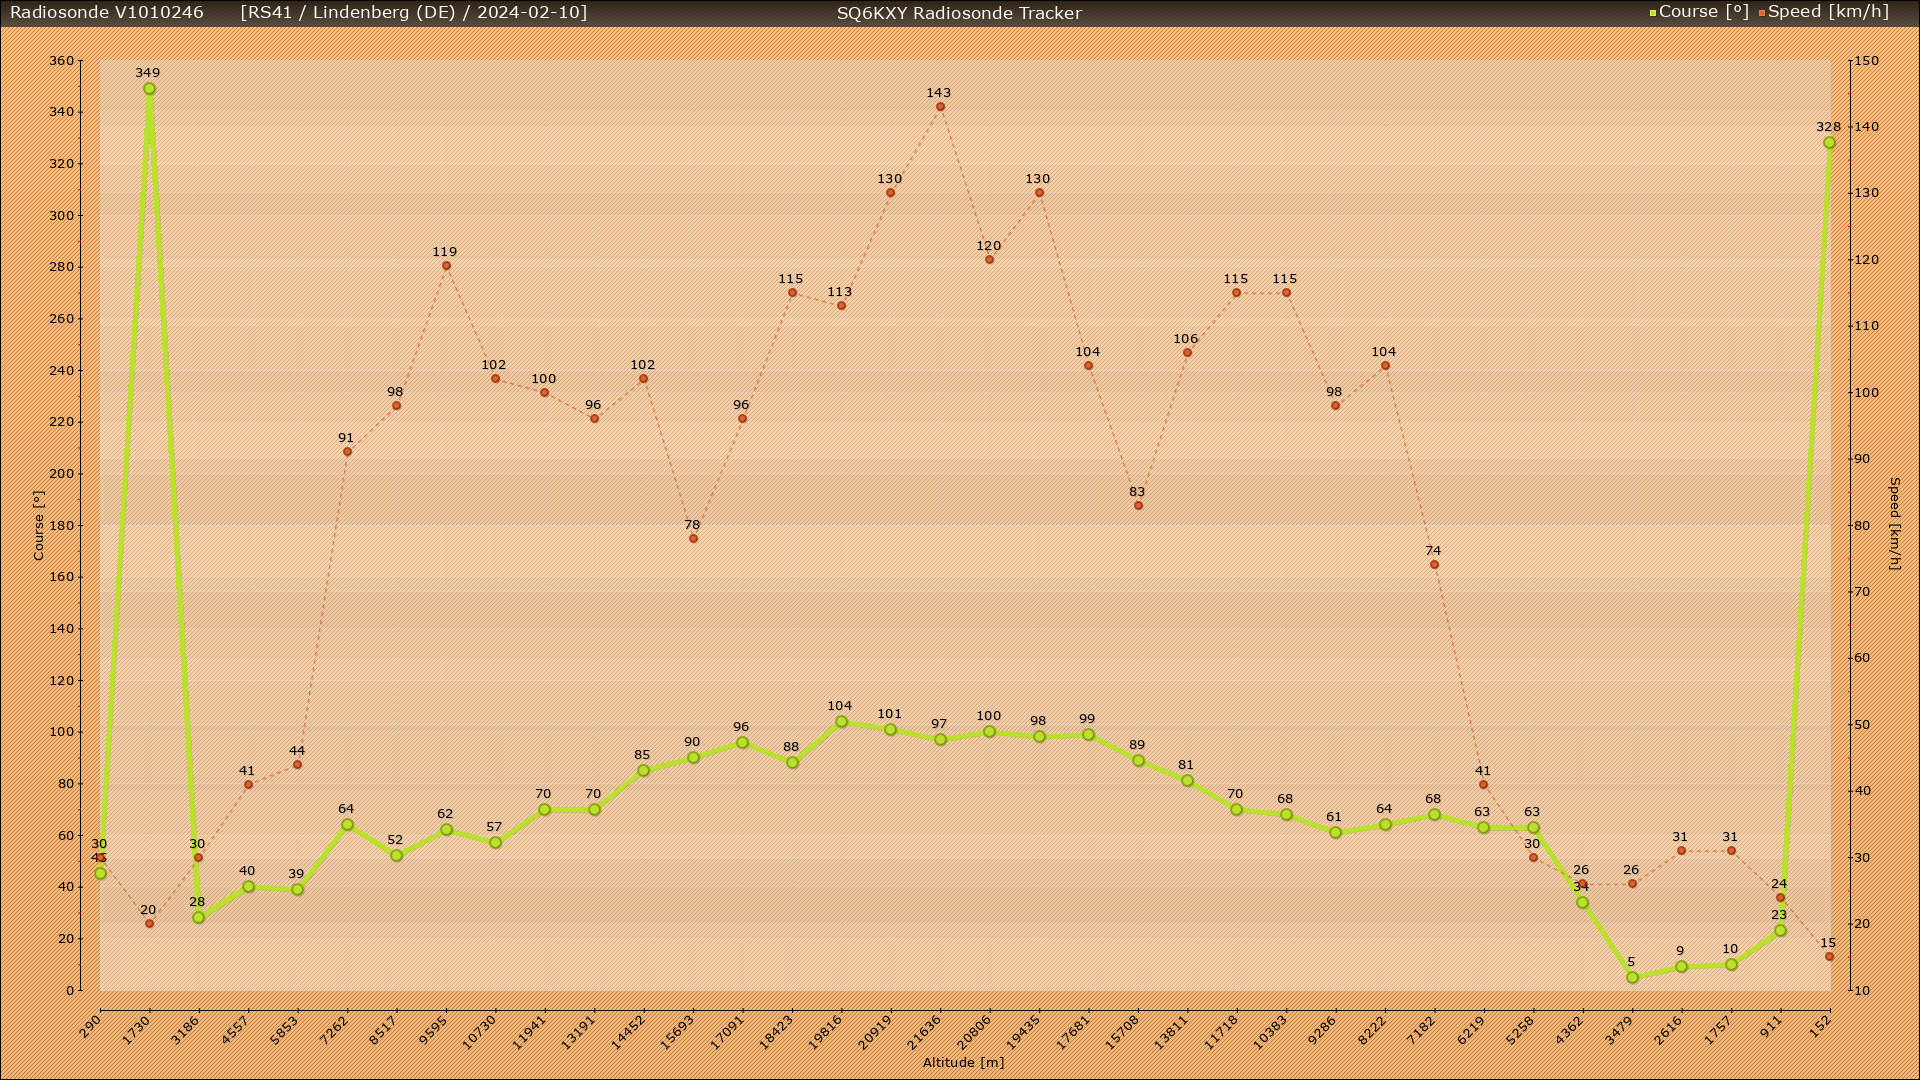 Radiosonde V1010246 [RS41 / Lindenberg (DE) / 2024-02-10] SQ6KXY Radiosonde Tracker Course [°] Speed [km/h]
360
340
320
300
280
260
240
220
200
180
160
140
120
100
80
60
40
20
0
Course [°]
349 328
143
130 120 130
119 115 113 115 115
102 100 96 102 96 104 106 98 104
91 98 78 83 74
104 101 97 100 98 99
85 90 96 88 89 81
64 52 62 57 70 70 70 68 61 64 68 63 63
41 44 41
30 20 30 30 26 26 31 31 24 15
45 28 40 39 34 5 9 10 23
150
140
130
120
110
100
90
80
70
60
50
40
30
20
10
Speed [km/h]
290 1730 3186 4557 5853 7262 8517 9595 10730 11941 13191 14452 15693 17091 18423 19816 20919 21636 20806 19435 17681 15708 13811 11718 10383 9286 8222 7182 6219 5258 4362 3479 2616 1757 911 152
Altitude [m]